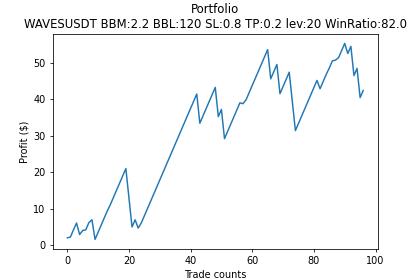 Portfolio
WAVESUSDT BBM:2.2 BBL:120 SL:0.8 TP:0.2 lev:20 WinRatio:82.0
Profit ($)
50
40
30
20
10
0
0 20 40 60 80 100
Trade counts